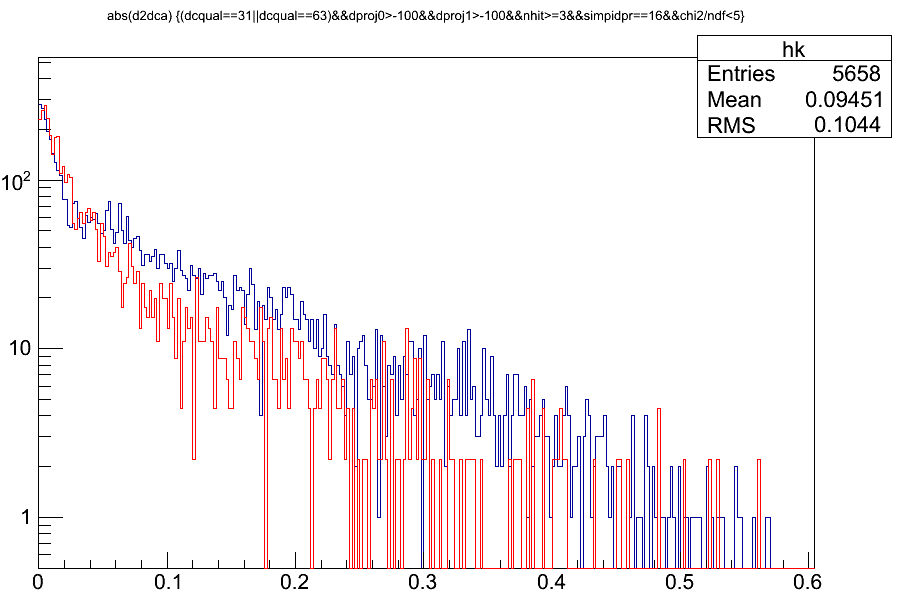 abs(d2dca) {(dcqual==31||dcqual==63)&&dproj0>-100&&dproj1>-100&&nhit>=3&&simpidpr==16&&chi2/ndf<5}
hk
Entries 5658
Mean 0.09451
RMS 0.1044
10²
10
1
0 0.1 0.2 0.3 0.4 0.5 0.6